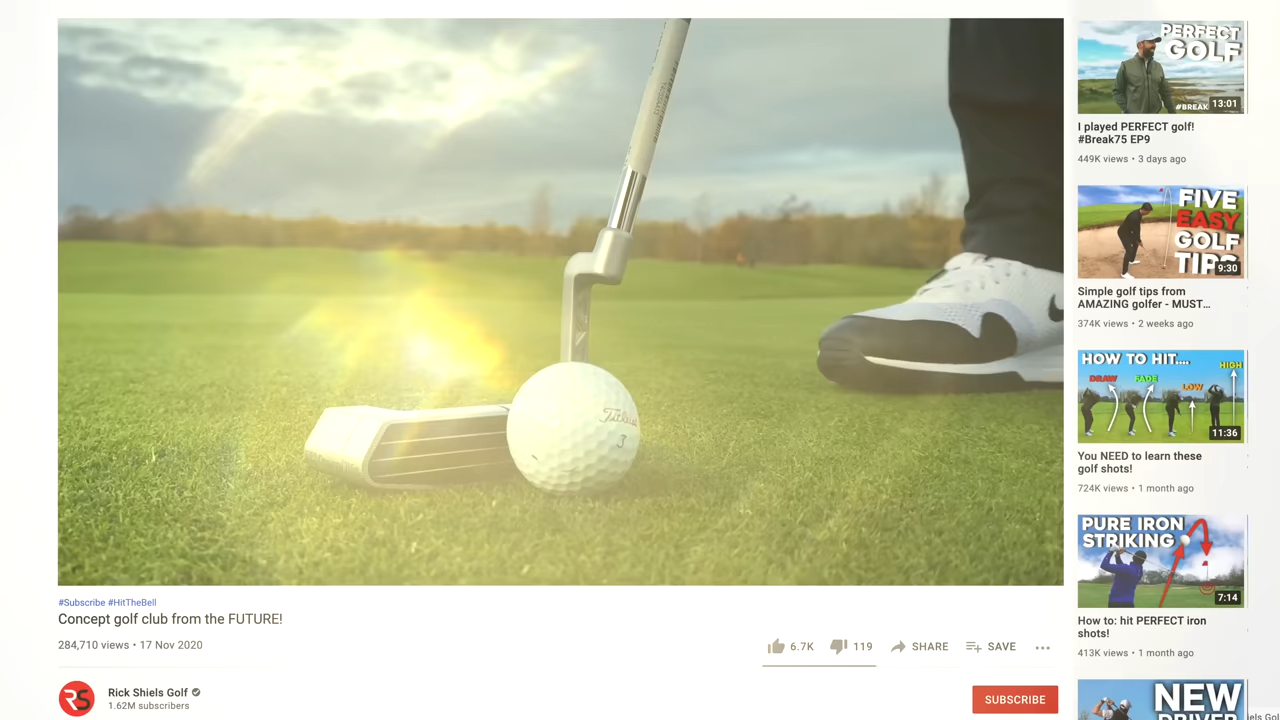 Titleist
3
#Subscribe #HitTheBell
Concept golf club from the FUTURE!
284,710 views • 17 Nov 2020
6.7K
119
SHARE
SAVE
RS
Rick Shiels Golf
1.62M subscribers
SUBSCRIBE
PERFECT
GOLF
#BREAK
13:01
I played PERFECT golf!
#Break75 EP9
449K views • 3 days ago
FIVE
EASY
GOLF
TIPS
9:30
Simple golf tips from
AMAZING golfer - MUST...
374K views • 2 weeks ago
HOW TO HIT....
HIGH
DRAW
FADE
LOW
11:36
You NEED to learn these
golf shots!
724K views • 1 month ago
PURE IRON
STRIKING
7:14
How to: hit PERFECT iron
shots!
413K views • 1 month ago
NEW
DRIVER